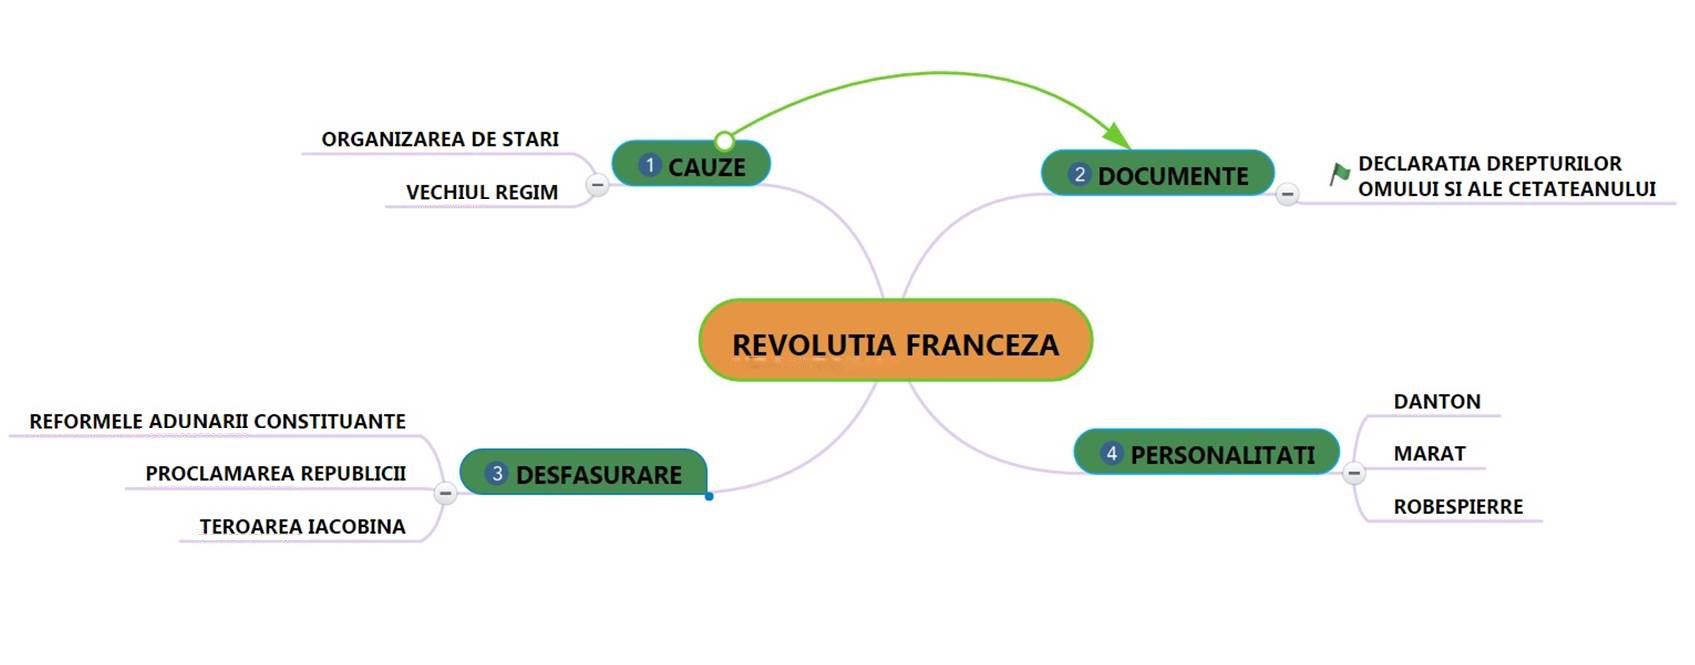 ORGANIZAREA DE STARI
VECHIUL REGIM
1 CAUZE
2 DOCUMENTE
DECLARATIA DREPTURILOR
OMULUI SI ALE CETATEANULUI
REVOLUTIA FRANCEZA
REFORMELE ADUNARII CONSTITUANTE
PROCLAMAREA REPUBLICII
TEROAREA IACOBINA
3 DESFASURARE
4 PERSONALITATI
DANTON
MARAT
ROBESPIERRE